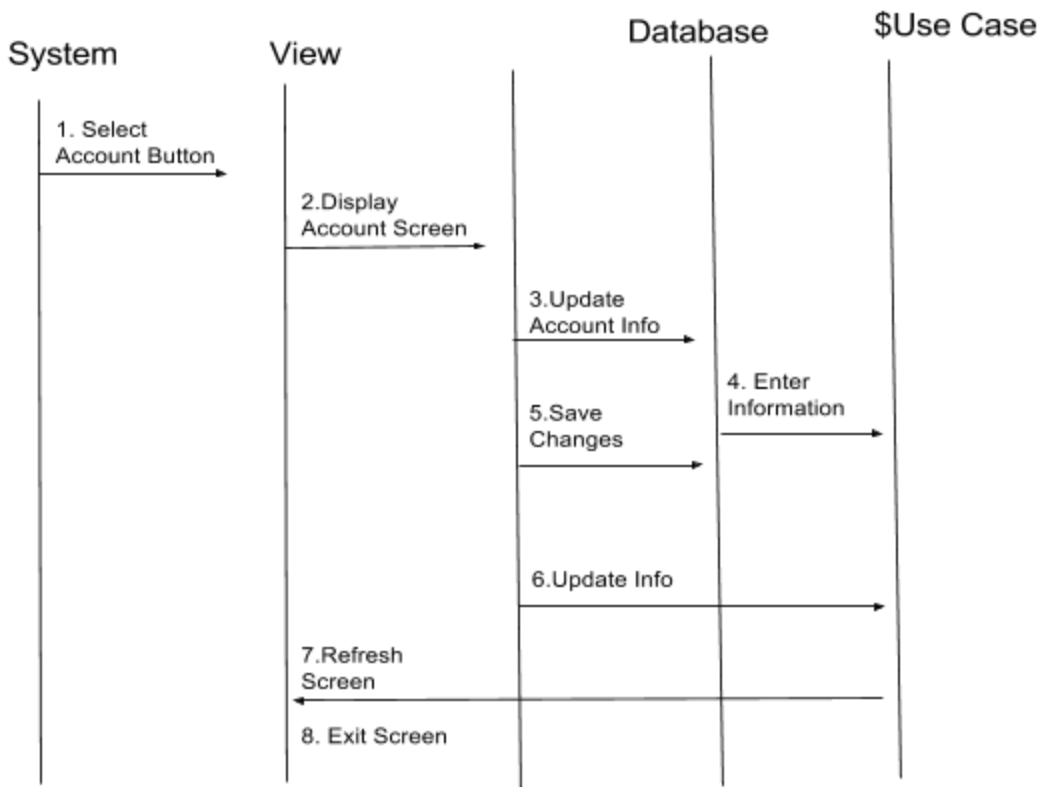 System
View
Database
$Use Case
1. Select
Account Button
2.Display
Account Screen
3.Update
Account Info
4. Enter
Information
5.Save
Changes
6.Update Info
7.Refresh
Screen
8. Exit Screen